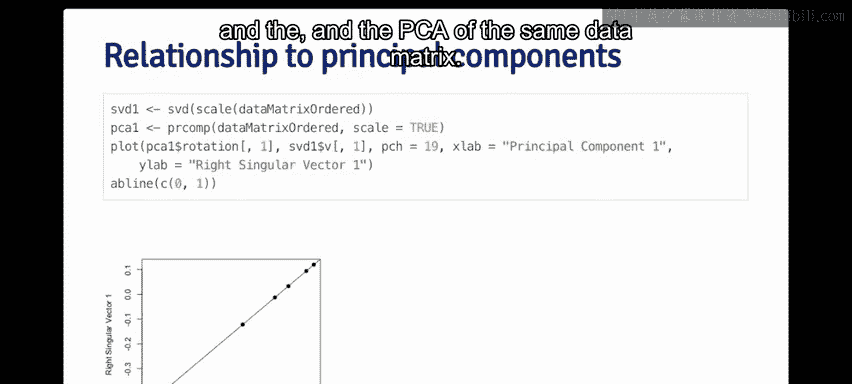 and the, and the PCA of the same data
matrix.
Relationship to principal components
svd1 <- svd(scale(dataMatrixOrdered))
pca1 <- prcomp(dataMatrixOrdered, scale = TRUE)
plot(pca1$rotation[, 1], svd1$v[, 1], pch = 19, xlab = "Principal Component 1",
ylab = "Right Singular Vector 1")
abline(c(0, 1))
Right Singular Vector 1
0.1
0.0
-0.1
-0.2
-0.3